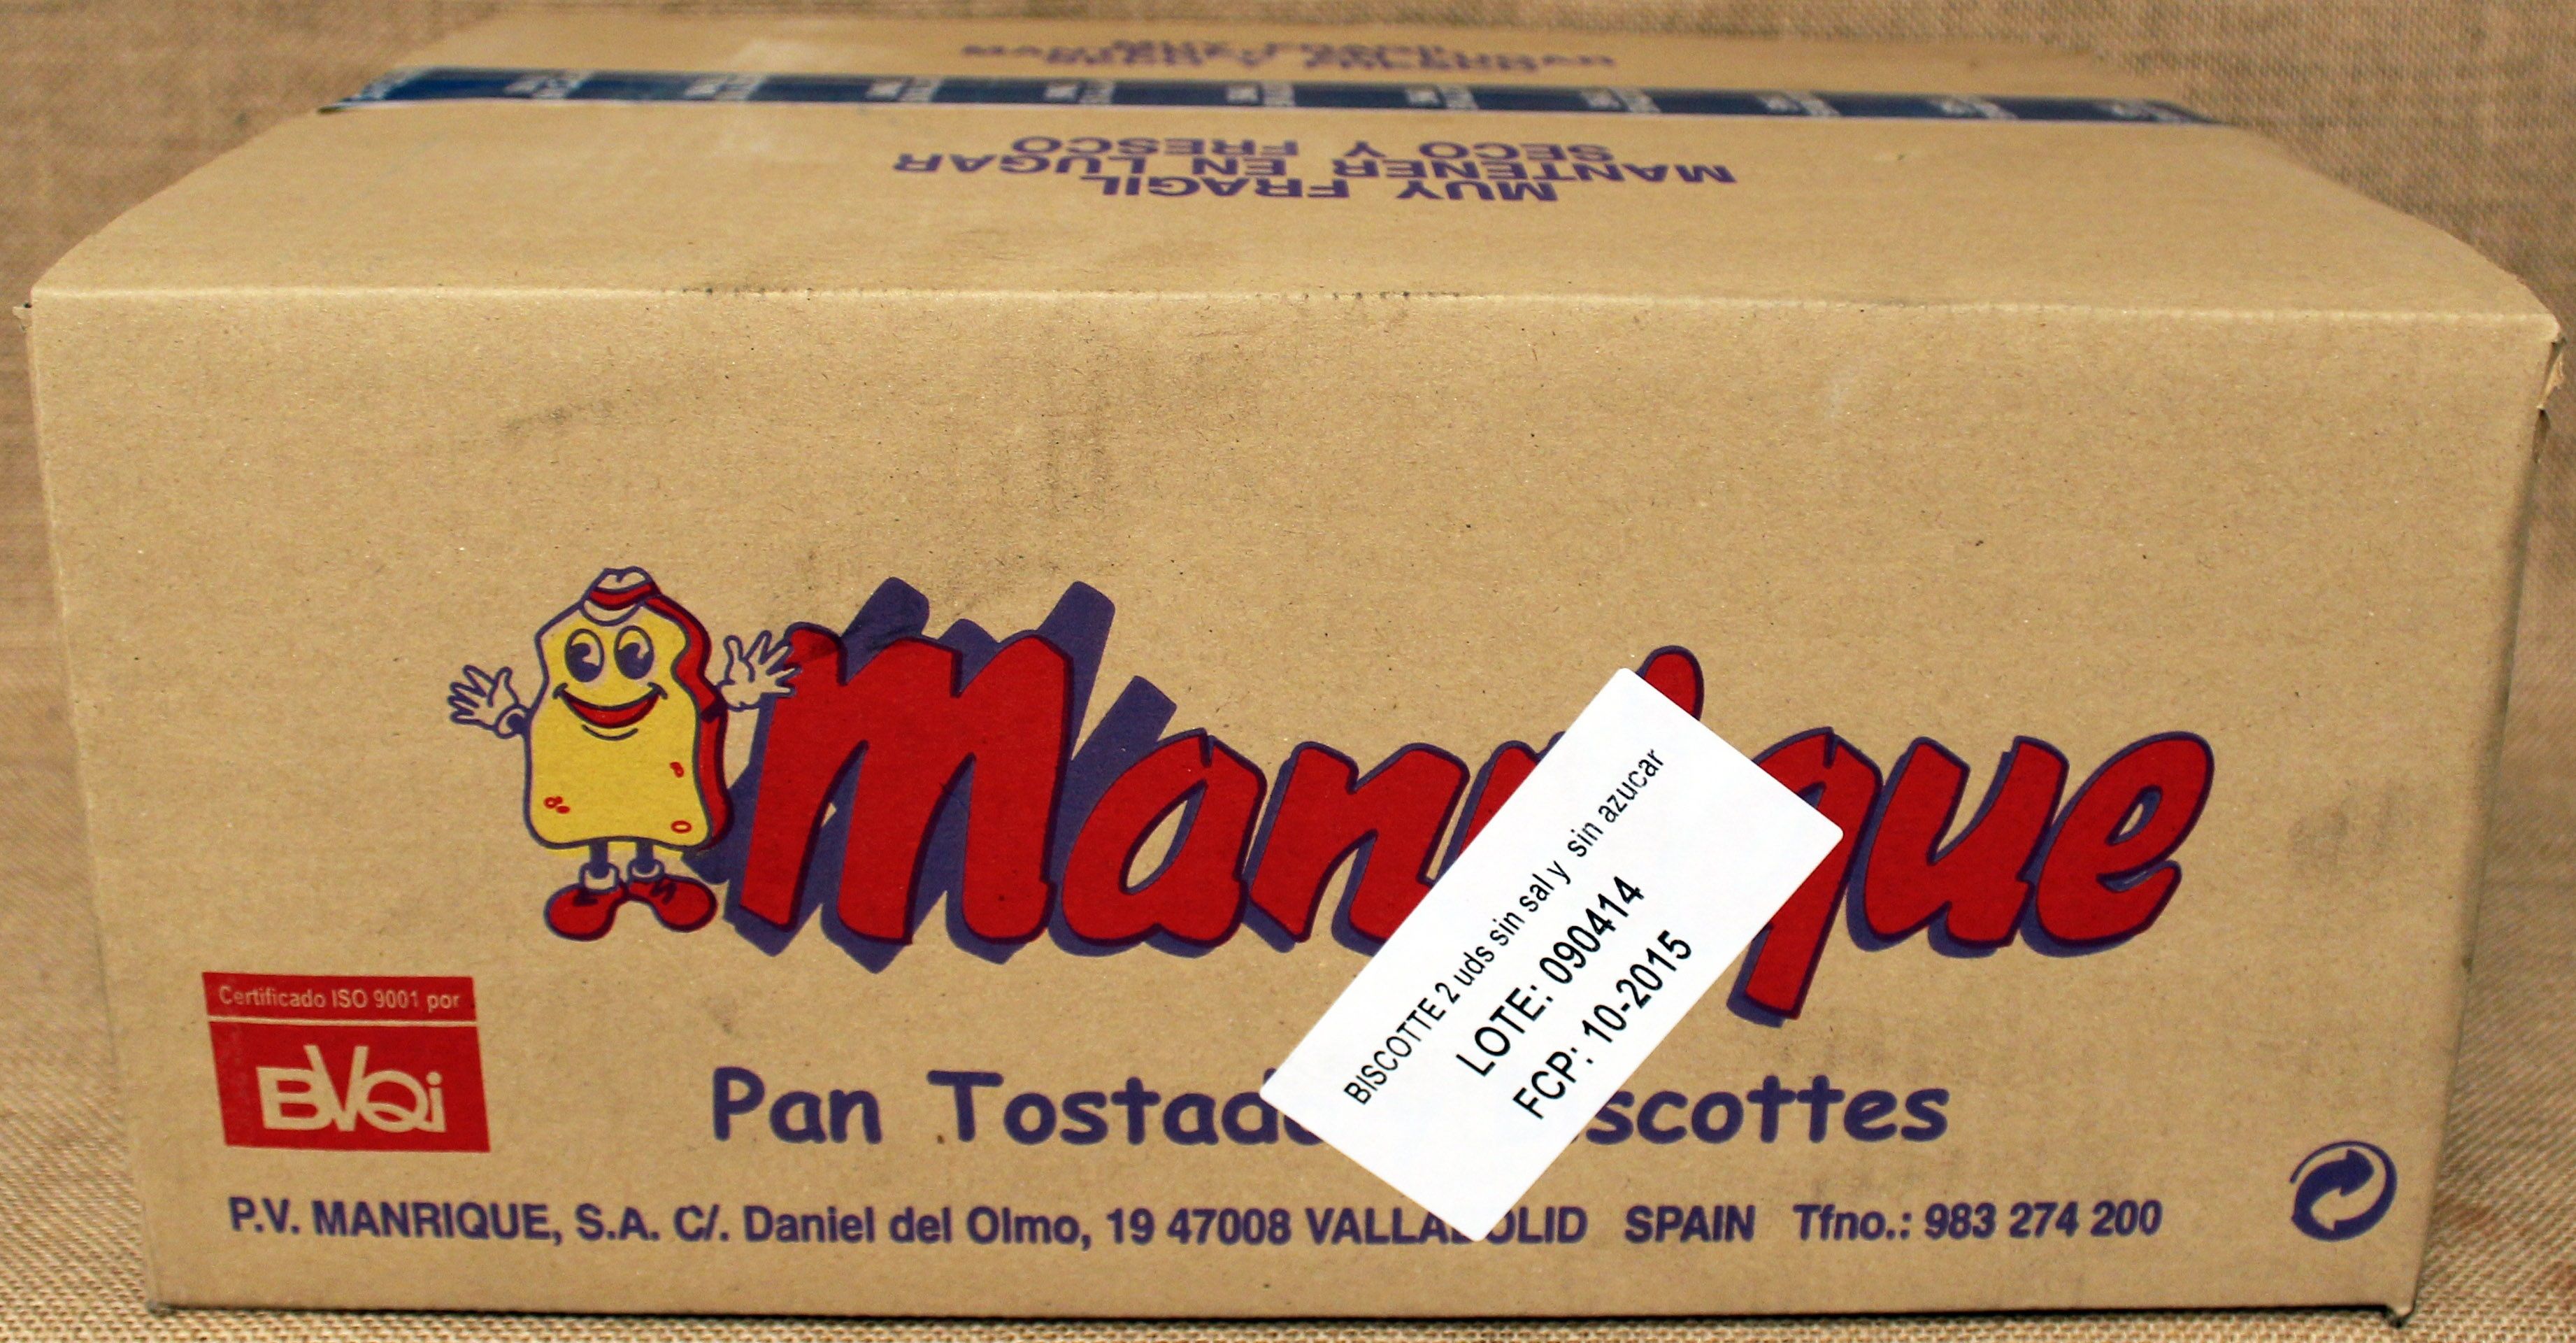 MUY FRAGIL
MANTENER EN LUGAR
SECO Y FRESCO
Manrique
BISCOTTE 2 uds sin sal y sin azucar
LOTE: 090414
FCP: 10-2015
Certificado ISO 9001 por
BVQi
Pan Tostado scottes
P.V. MANRIQUE, S.A. C/. Daniel del Olmo, 19 47008 VALLADOLID SPAIN Tfno.: 983 274 200